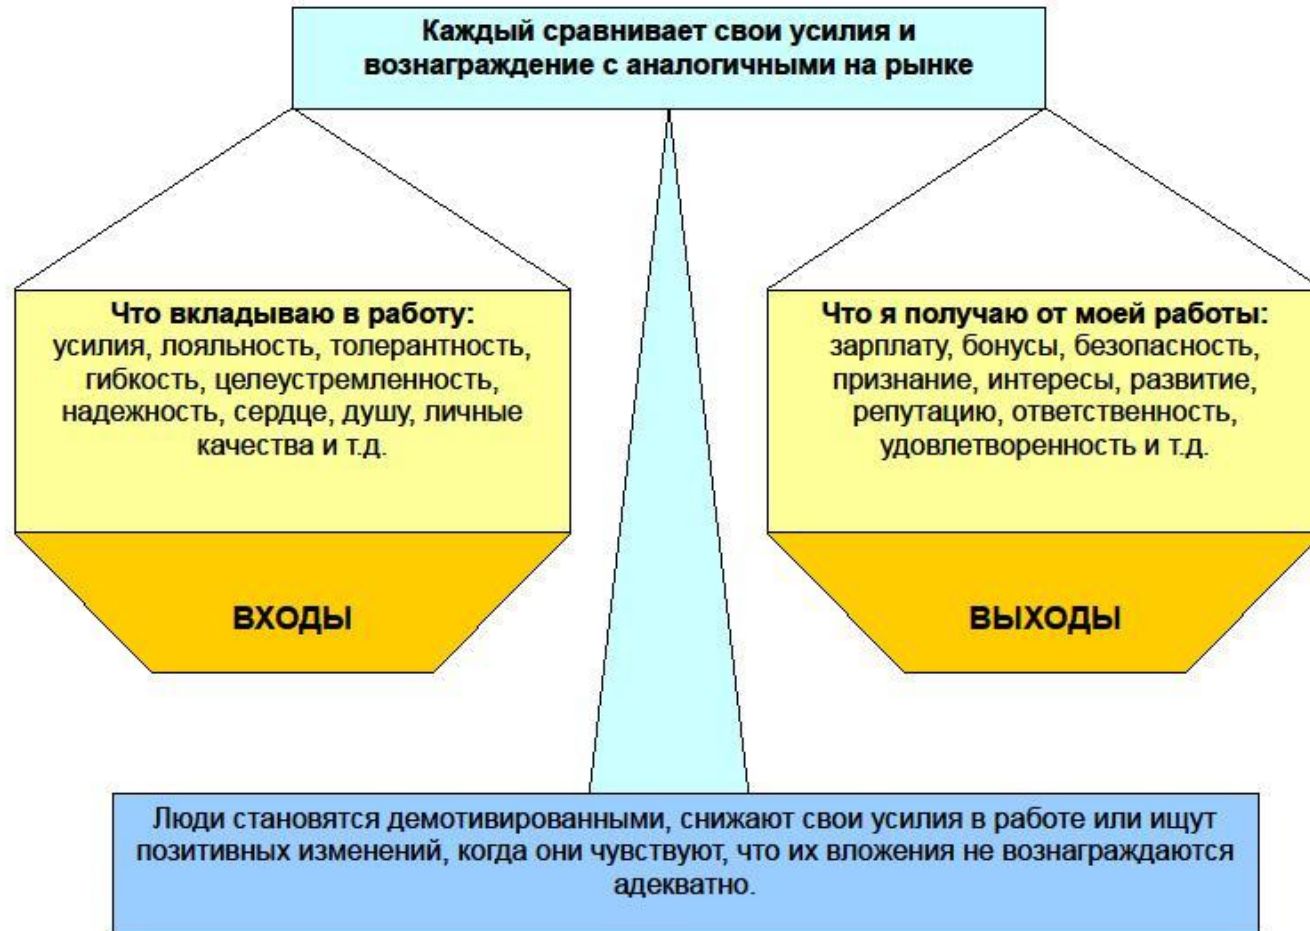 Каждый сравнивает свои усилия и
вознаграждение с аналогичными на рынке
Что вкладываю в работу:
усилия, лояльность, толерантность,
гибкость, целеустремленность,
надежность, сердце, душу, личные
качества и т.д.
ВХОДЫ
Что я получаю от моей работы:
зарплату, бонусы, безопасность,
признание, интересы, развитие,
репутацию, ответственность,
удовлетворенность и т.д.
ВЫХОДЫ
Люди становятся демотивированными, снижают свои усилия в работе или ищут
позитивных изменений, когда они чувствуют, что их вложения не вознаграждаются
адекватно.